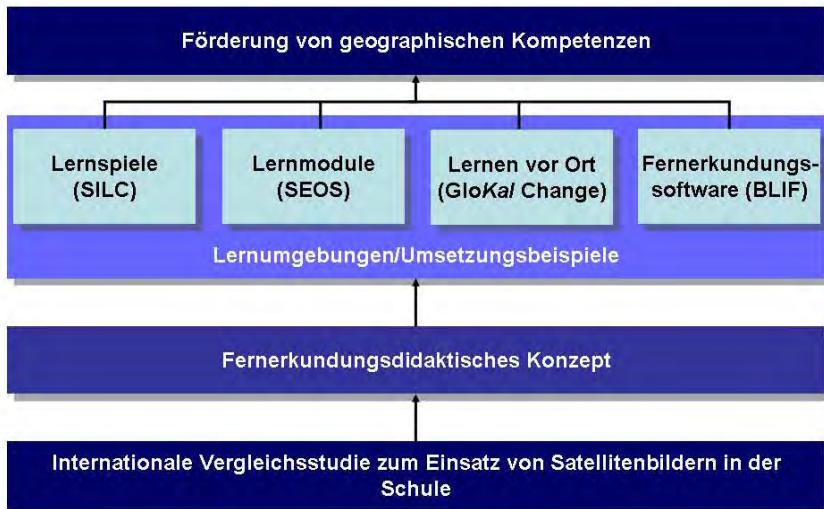 Förderung von geographischen Kompetenzen
Lernspiele
(SILC)
Lernmodule
(SEOS)
Lernen vor Ort
(GloKal Change)
Fernerkundungs-
software (BLIF)
Lernumgebungen/Umsetzungsbeispiele
Fernerkundungsdidaktisches Konzept
Internationale Vergleichsstudie zum Einsatz von Satellitenbildern in der
Schule